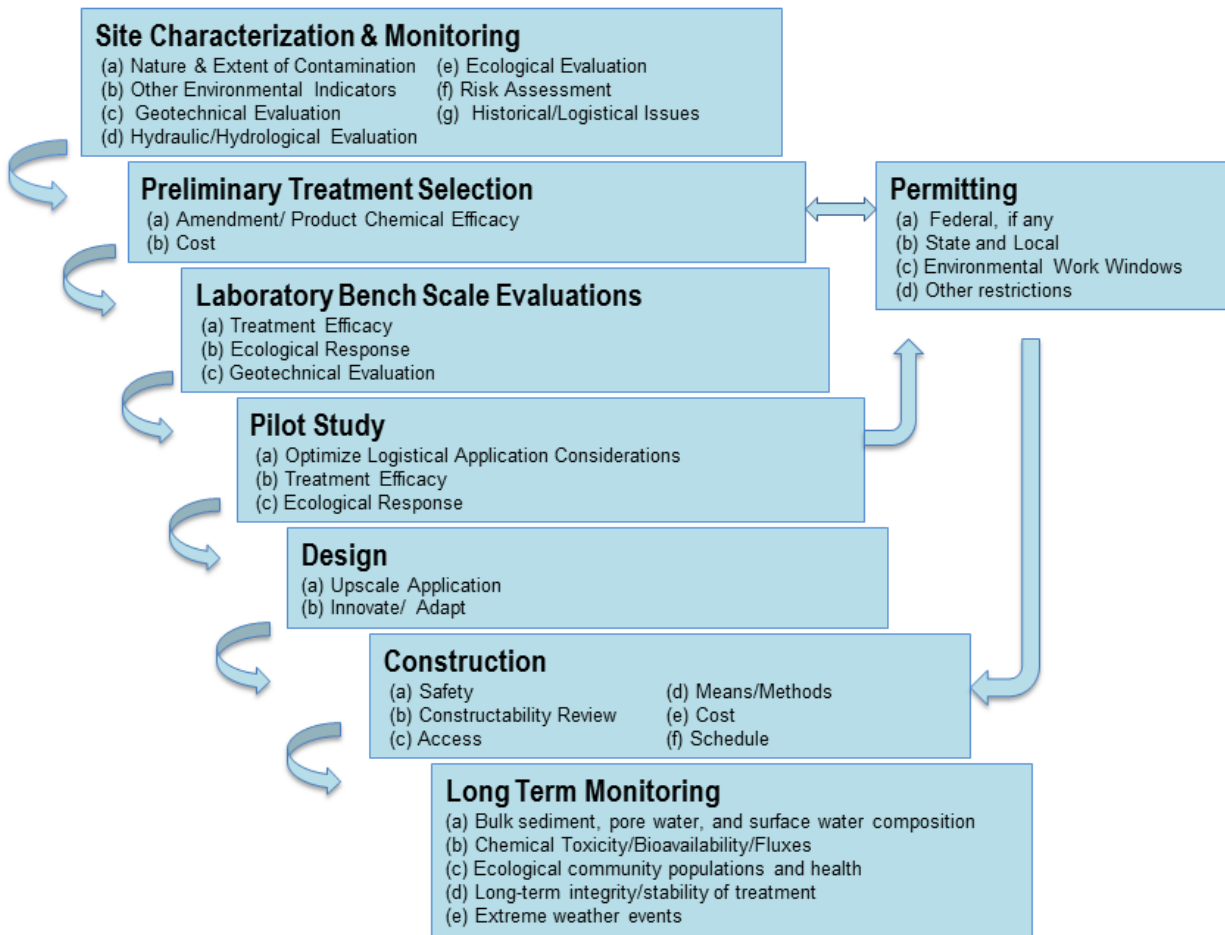 Site Characterization & Monitoring
(a) Nature & Extent of Contamination
(b) Other Environmental Indicators
(c) Geotechnical Evaluation
(d) Hydraulic/Hydrological Evaluation
(e) Ecological Evaluation
(f) Risk Assessment
(g) Historical/Logistical Issues
Preliminary Treatment Selection
(a) Amendment/ Product Chemical Efficacy
(b) Cost
Permitting
(a) Federal, if any
(b) State and Local
(c) Environmental Work Windows
(d) Other restrictions
Laboratory Bench Scale Evaluations
(a) Treatment Efficacy
(b) Ecological Response
(c) Geotechnical Evaluation
Pilot Study
(a) Optimize Logistical Application Considerations
(b) Treatment Efficacy
(c) Ecological Response
Design
(a) Upscale Application
(b) Innovate/ Adapt
Construction
(a) Safety
(b) Constructability Review
(c) Access
(d) Means/Methods
(e) Cost
(f) Schedule
Long Term Monitoring
(a) Bulk sediment, pore water, and surface water composition
(b) Chemical Toxicity/Bioavailability/Fluxes
(c) Ecological community populations and health
(d) Long-term integrity/stability of treatment
(e) Extreme weather events